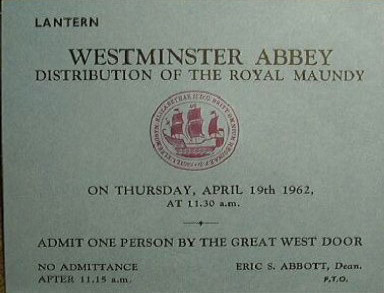 LANTERN
WESTMINSTER ABBEY
DISTRIBUTION OF THE ROYAL MAUNDY
ON THURSDAY, APRIL 19th 1962,
AT 11.30 a.m.
ADMIT ONE PERSON BY THE GREAT WEST DOOR
NO ADMITTANCE
AFTER 11.15 a.m.
ERIC S. ABBOTT, Dean.
P.T.O.